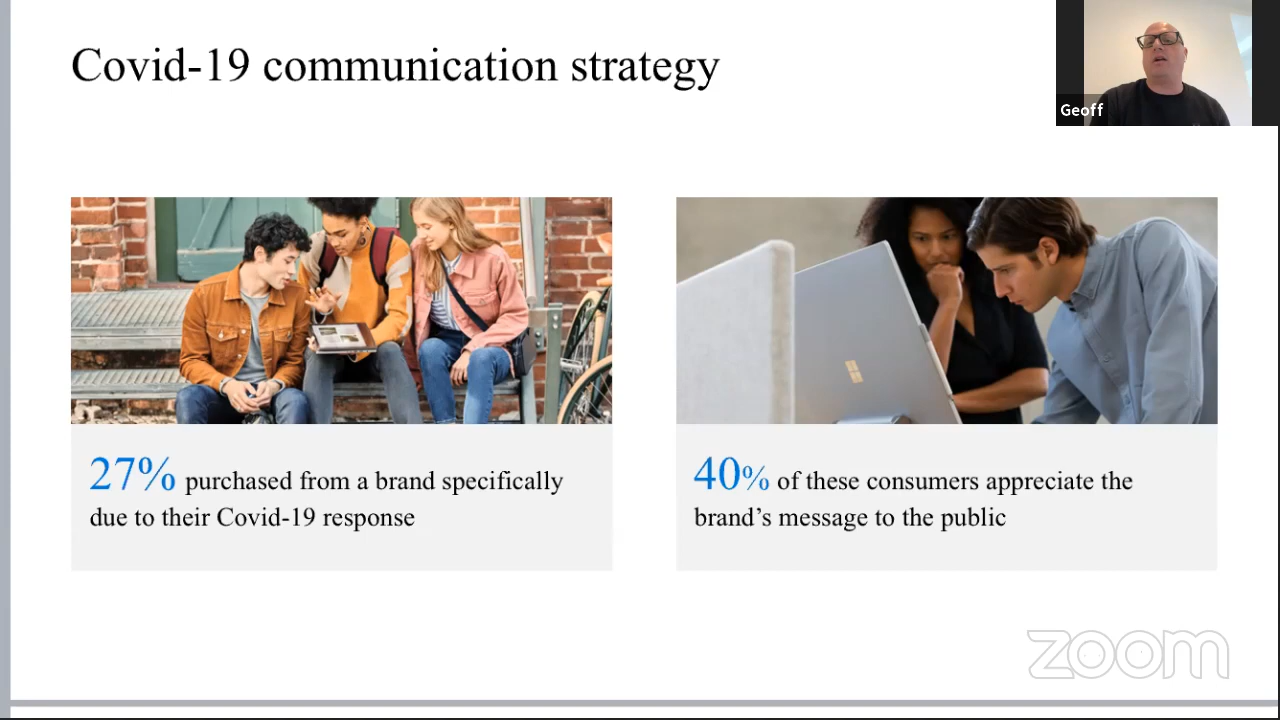 Covid-19 communication strategy
Geoff
27% purchased from a brand specifically
due to their Covid-19 response
40% of these consumers appreciate the
brand’s message to the public
zoom